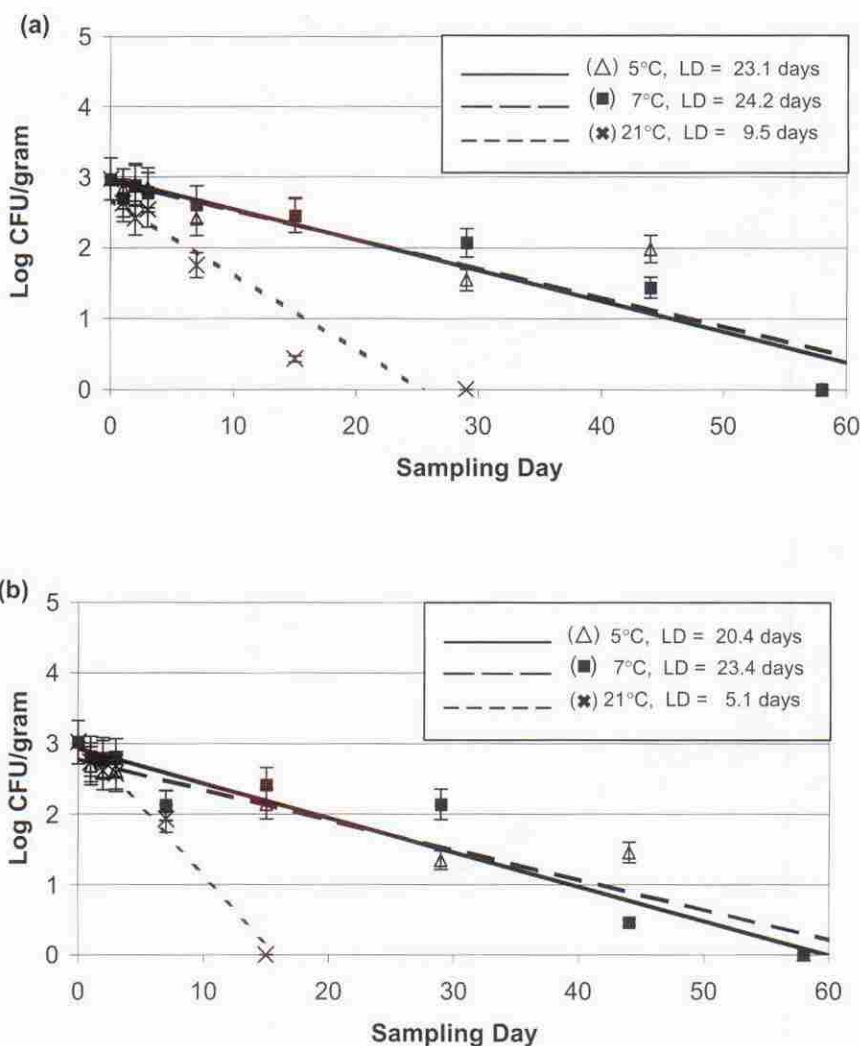 (a)
5
4
3
2
1
0
Log CFU/gram
(△) 5°C, LD = 23.1 days
(■) 7°C, LD = 24.2 days
(✖) 21°C, LD = 9.5 days
0 10 20 30 40 50 60
Sampling Day
(b)
5
4
3
2
1
0
Log CFU/gram
(△) 5°C, LD = 20.4 days
(■) 7°C, LD = 23.4 days
(✖) 21°C, LD = 5.1 days
0 10 20 30 40 50 60
Sampling Day